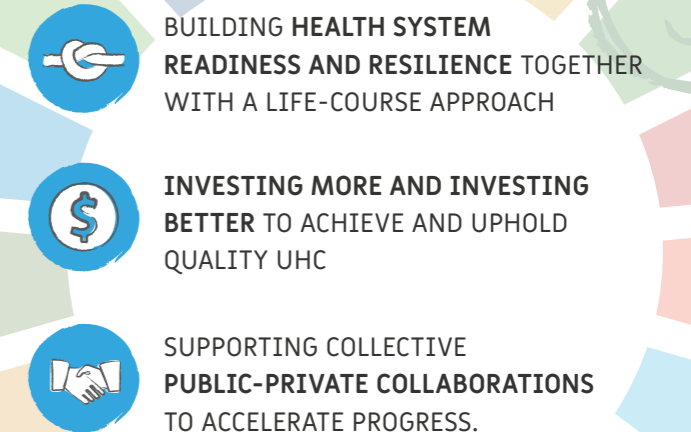 BUILDING HEALTH SYSTEM
READINESS AND RESILIENCE TOGETHER
WITH A LIFE-COURSE APPROACH
INVESTING MORE AND INVESTING
BETTER TO ACHIEVE AND UPHOLD
QUALITY UHC
SUPPORTING COLLECTIVE
PUBLIC-PRIVATE COLLABORATIONS
TO ACCELERATE PROGRESS.